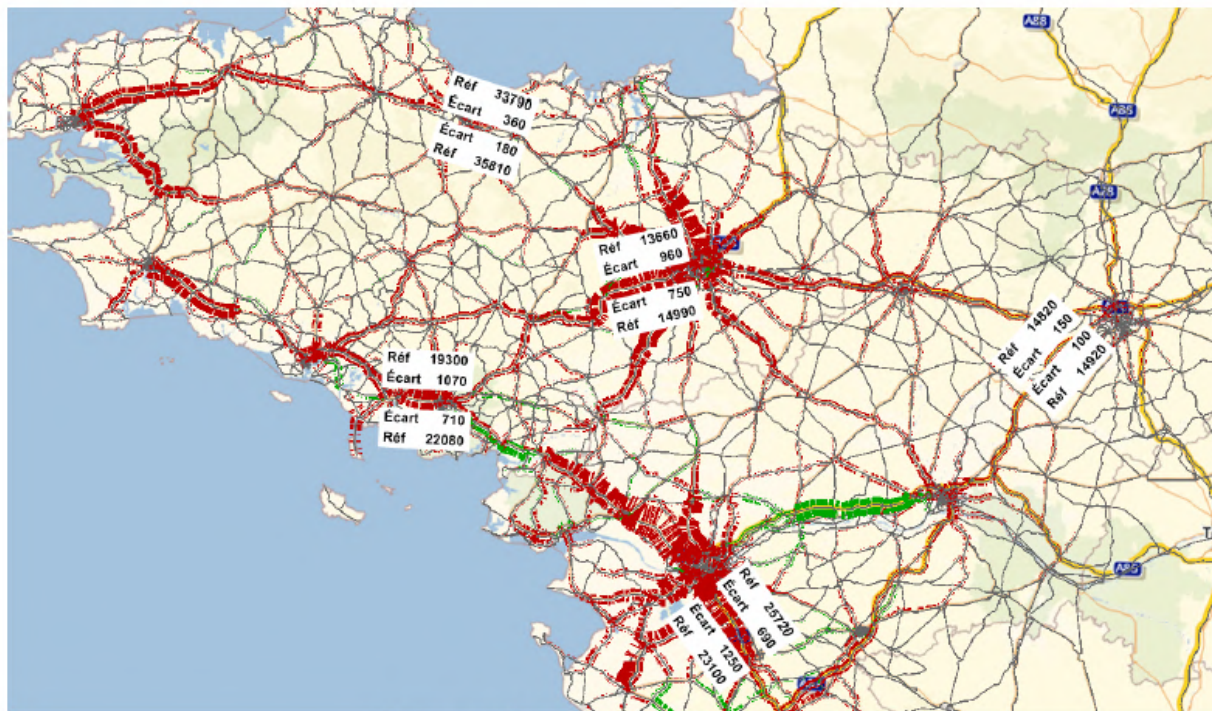 A88
A88
A28
Réf 33790
Écart 360
Écart 180
Réf 35810
Réf 13660
Écart 960
Écart 750
Réf 14990
Réf 14820
Écart 150
Écart 100
Réf 14920
Réf 19300
Écart 1070
Écart 710
Réf 22080
A85
Réf 25720
Écart 690
Écart 1250
Réf 23100